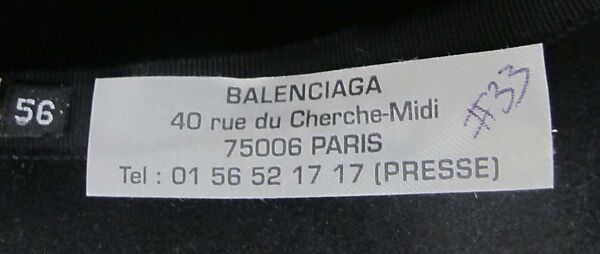 56
BALENCIAGA
40 rue du Cherche-Midi
75006 PARIS
Tel : 01 56 52 17 17 (PRESSE)
#33